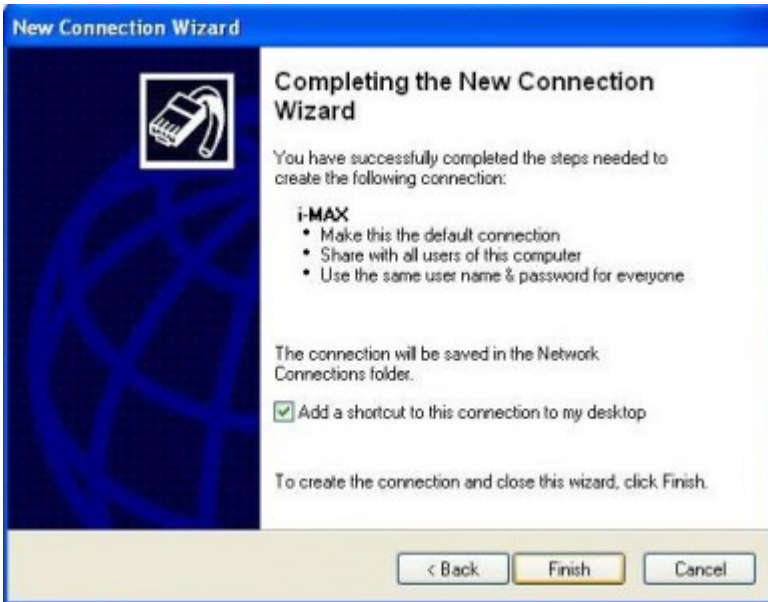 New Connection Wizard
Completing the New Connection
Wizard
You have successfully completed the steps needed to
create the following connection:
i-MAX
• Make this the default connection
• Share with all users of this computer
• Use the same user name & password for everyone
The connection will be saved in the Network
Connections folder.
Add a shortcut to this connection to my desktop
To create the connection and close this wizard, click Finish.
< Back Finish Cancel